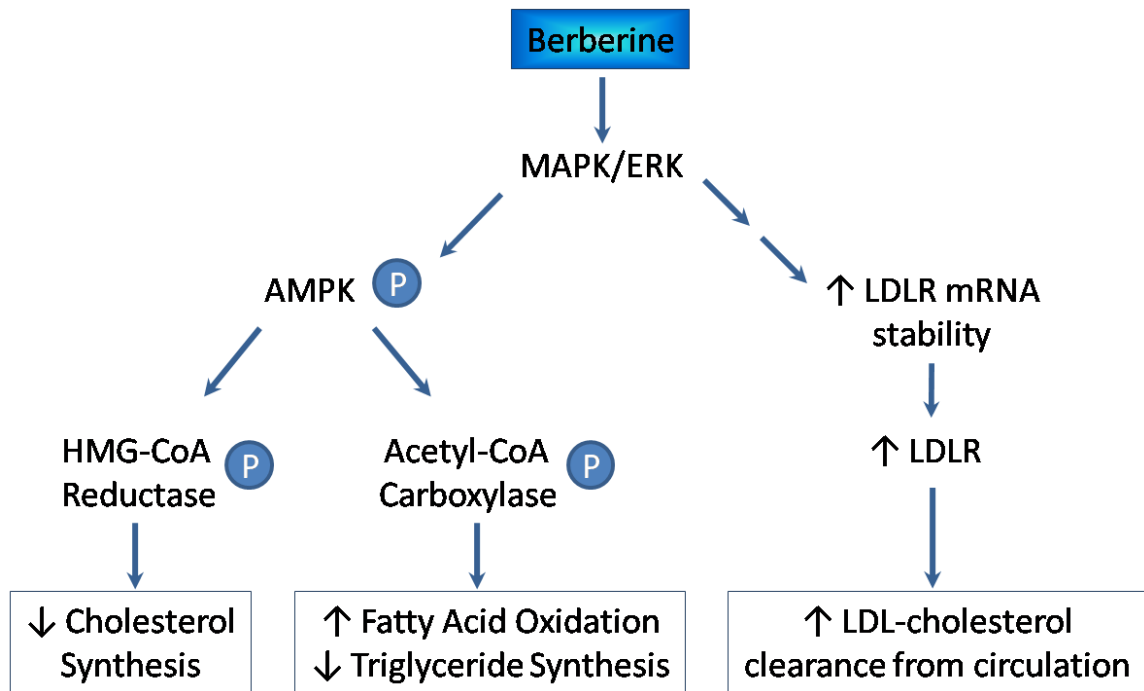 Berberine
MAPK/ERK
AMPK P
↑ LDLR mRNA
stability
HMG-CoA
Reductase P
Acetyl-CoA
Carboxylase P
↑ LDLR
↓ Cholesterol
Synthesis
↑ Fatty Acid Oxidation
↓ Triglyceride Synthesis
↑ LDL-cholesterol
clearance from circulation